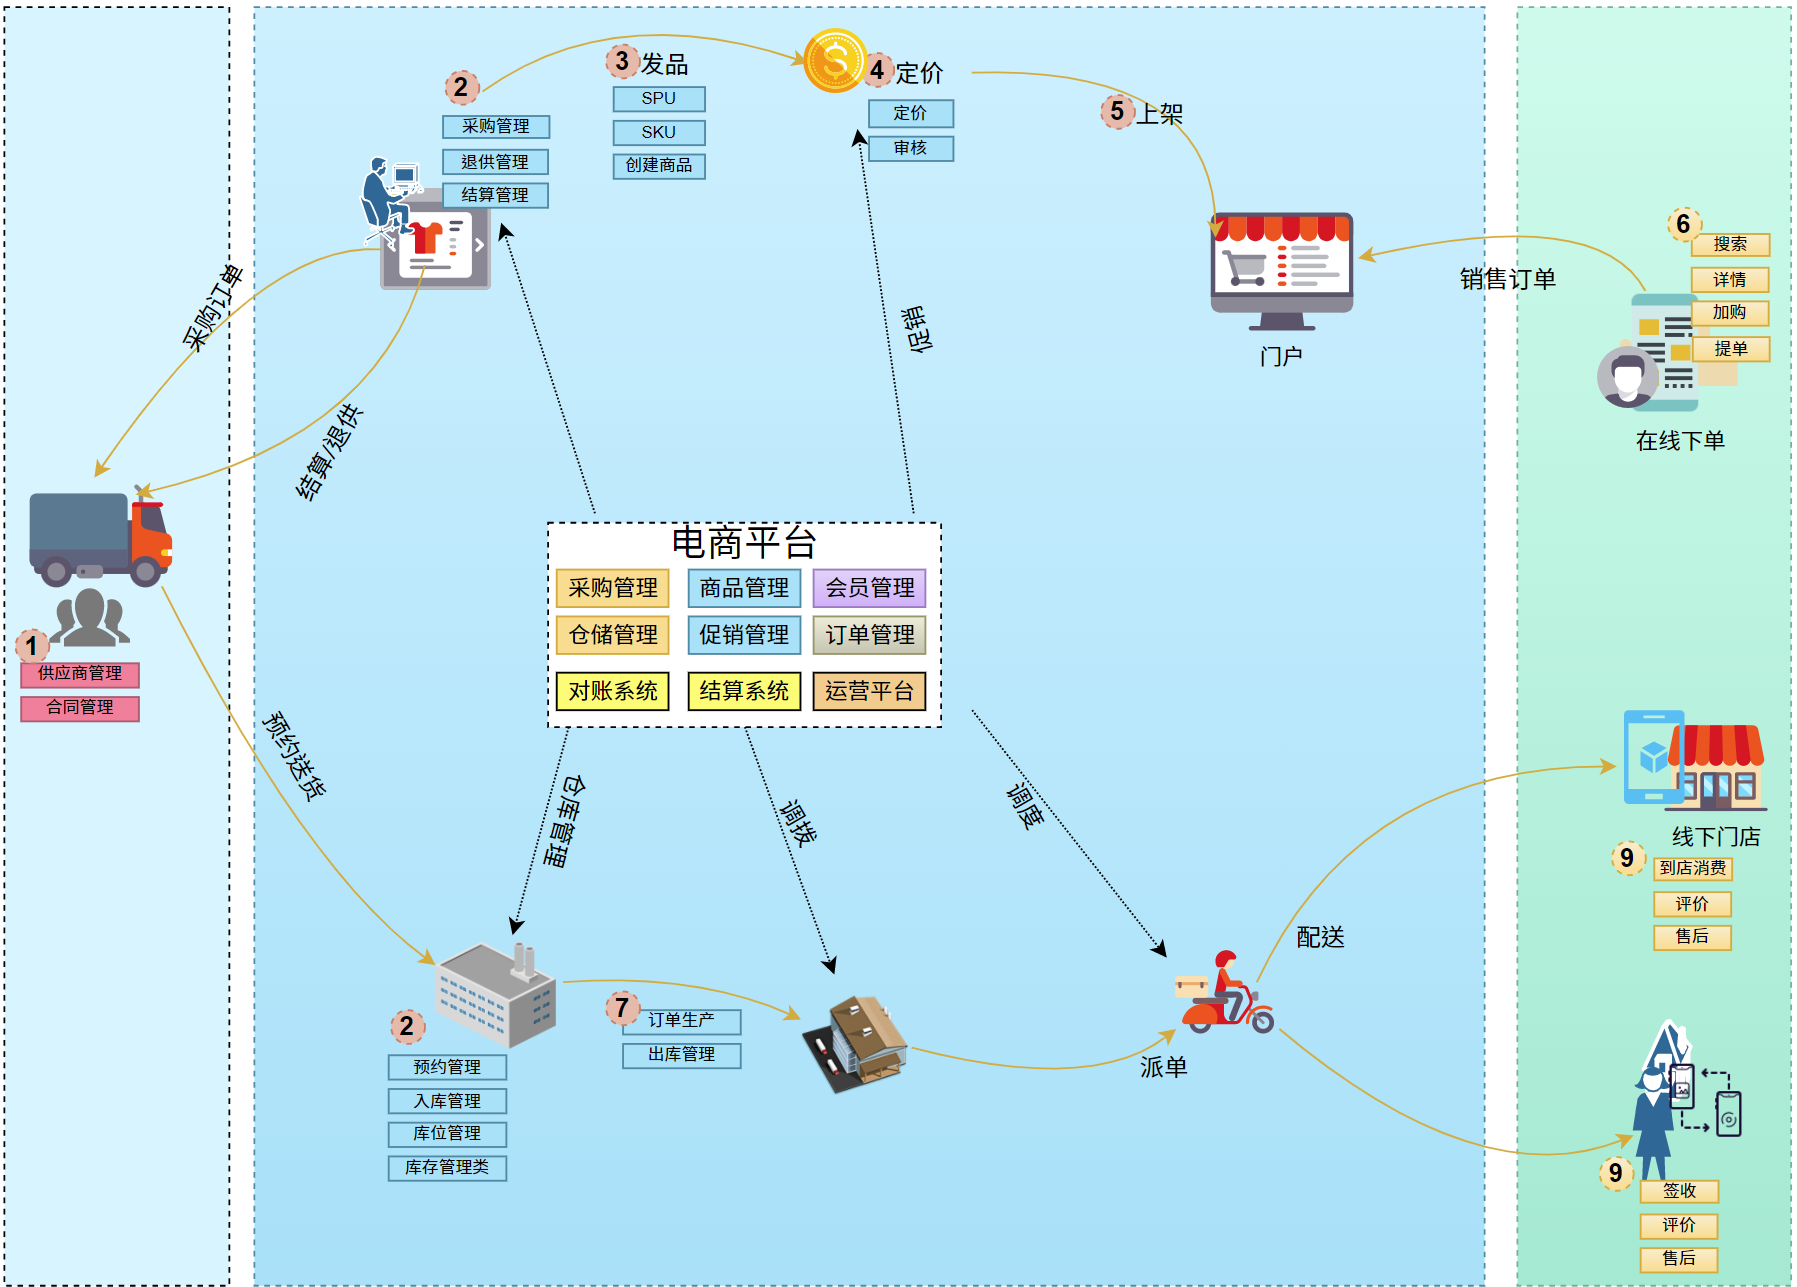 1
供应商管理
合同管理
采购订单
结算/退供
预约送货
2
采购管理
退供管理
结算管理
3
发品
SPU
SKU
创建商品
4
定价
定价
审核
5
上架
促销
门户
销售订单
6
搜索
详情
加购
提单
在线下单
电商平台
采购管理
商品管理
会员管理
仓储管理
促销管理
订单管理
对账系统
结算系统
运营平台
仓库管理
调拨
调度
2
预约管理
入库管理
库位管理
库存管理类
7
订单生产
出库管理
派单
配送
线下门店
9
到店消费
评价
售后
9
签收
评价
售后